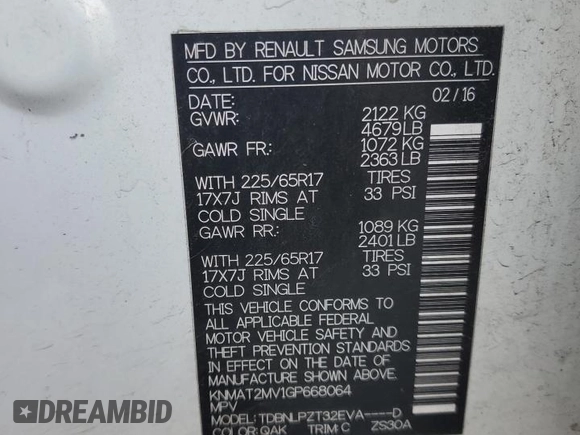 MFD BY RENAULT SAMSUNG MOTORS
CO., LTD. FOR NISSAN MOTOR CO., LTD.
DATE: 02/16
GVWR: 2122 KG
4679 LB
GAWR FR: 1072 KG
2363 LB
WITH 225/65R17 TIRES
17X7J RIMS AT 33 PSI
COLD SINGLE
GAWR RR: 1089 KG
2401 LB
WITH 225/65R17 TIRES
17X7J RIMS AT 33 PSI
COLD SINGLE
THIS VEHICLE CONFORMS TO
ALL APPLICABLE FEDERAL
MOTOR VEHICLE SAFETY AND
THEFT PREVENTION STANDARDS
IN EFFECT ON THE DATE OF
MANUFACTURE SHOWN ABOVE.
KNMAT2MV1GP668064
MPV
MODEL: TDBNLPZT32EVA----D
COLOR: QAK TRIM: C ZS30A
DREAMBID